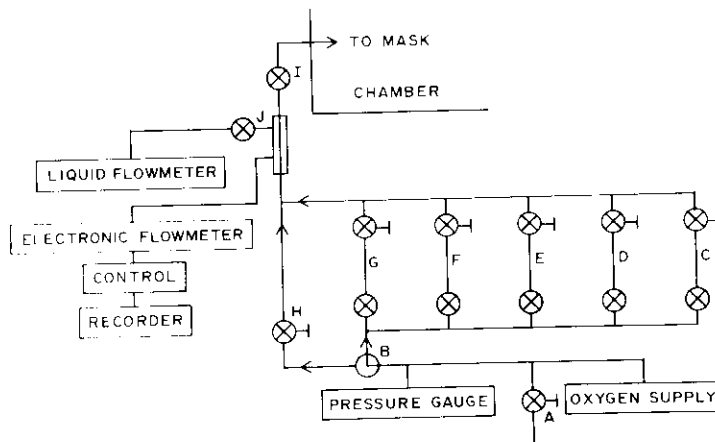 TO MASK
I
CHAMBER
J
LIQUID FLOWMETER
ELECTRONIC FLOWMETER
G
F
E
D
C
CONTROL
H
RECORDER
B
PRESSURE GAUGE
OXYGEN SUPPLY
A